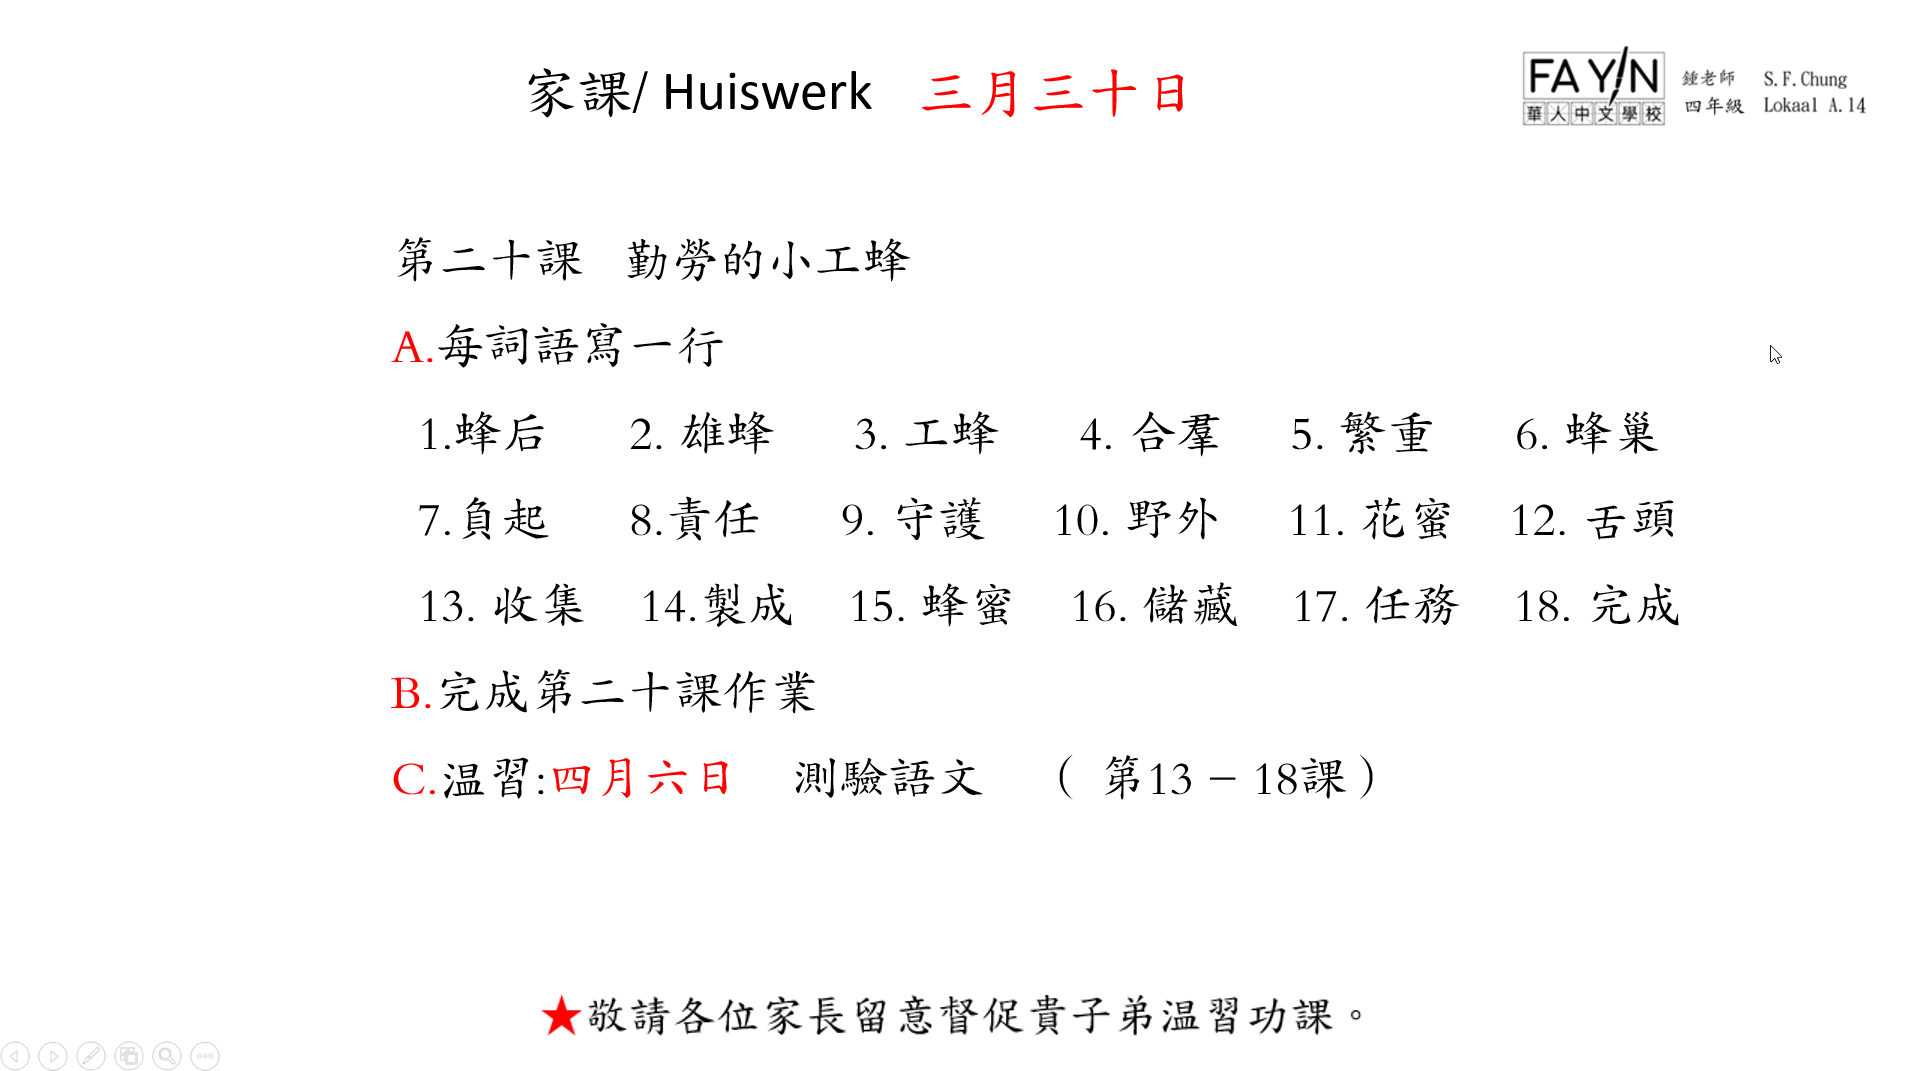 家課/ Huiswerk 三月三十日
FAYIN
華人中文學校
鍾老師 S.F.Chung
四年級 Lokaal A.14
第二十課 勤勞的小工蜂
A.每詞語寫一行
1.蜂后 2. 雄蜂 3. 工蜂 4. 合羣 5. 繁重 6. 蜂巢
7.負起 8.責任 9. 守護 10. 野外 11. 花蜜 12. 舌頭
13. 收集 14.製成 15. 蜂蜜 16. 儲藏 17. 任務 18. 完成
B.完成第二十課作業
C.温習:四月六日 測驗語文 （ 第13 – 18課）
★敬請各位家長留意督促貴子弟温習功課。